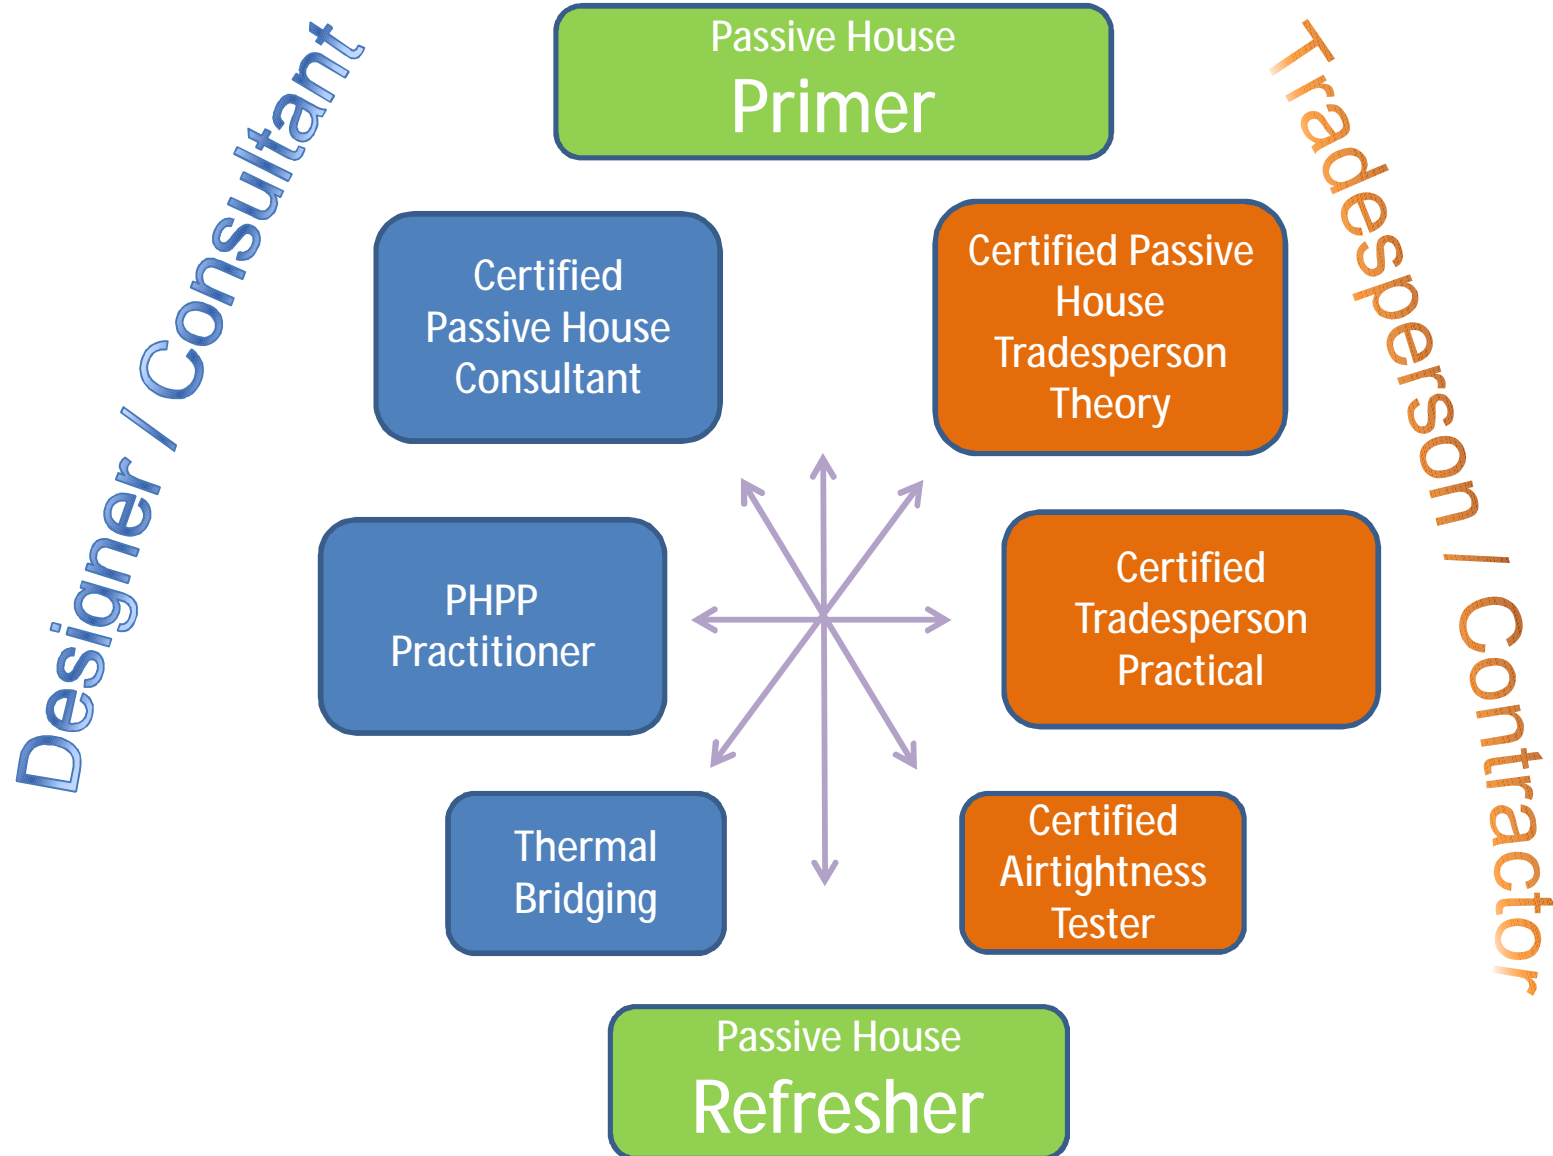 Passive House
Primer
Designer / Consultant
Tradesperson / Contractor
Certified
Passive House
Consultant
Certified Passive
House
Tradesperson
Theory
PHPP
Practitioner
Certified
Tradesperson
Practical
Thermal
Bridging
Certified
Airtightness
Tester
Passive House
Refresher